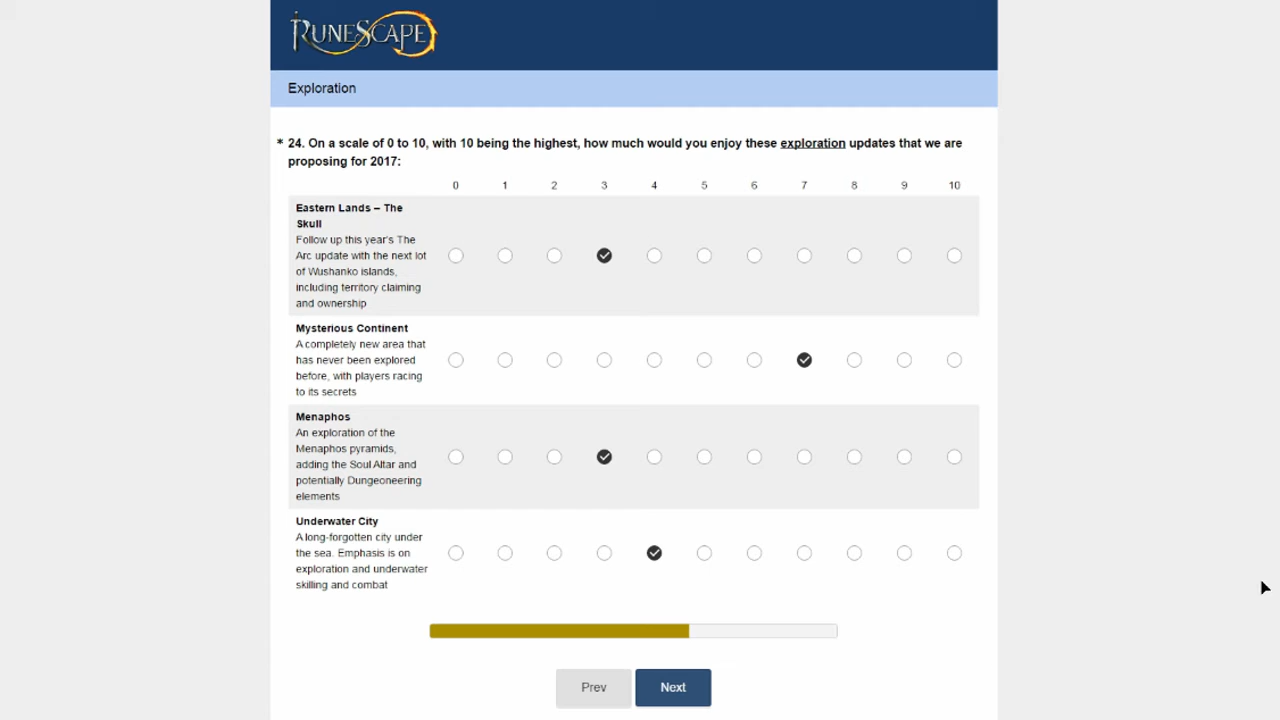 RUNESCAPE
Exploration
* 24. On a scale of 0 to 10, with 10 being the highest, how much would you enjoy these exploration updates that we are
proposing for 2017:
0 1 2 3 4 5 6 7 8 9 10
Eastern Lands – The
Skull
Follow up this year's The
Arc update with the next lot
of Wushanko islands,
including territory claiming
and ownership
Mysterious Continent
A completely new area that
has never been explored
before, with players racing
to its secrets
Menaphos
An exploration of the
Menaphos pyramids,
adding the Soul Altar and
potentially Dungeoneering
elements
Underwater City
A long-forgotten city under
the sea. Emphasis is on
exploration and underwater
skilling and combat
Prev Next